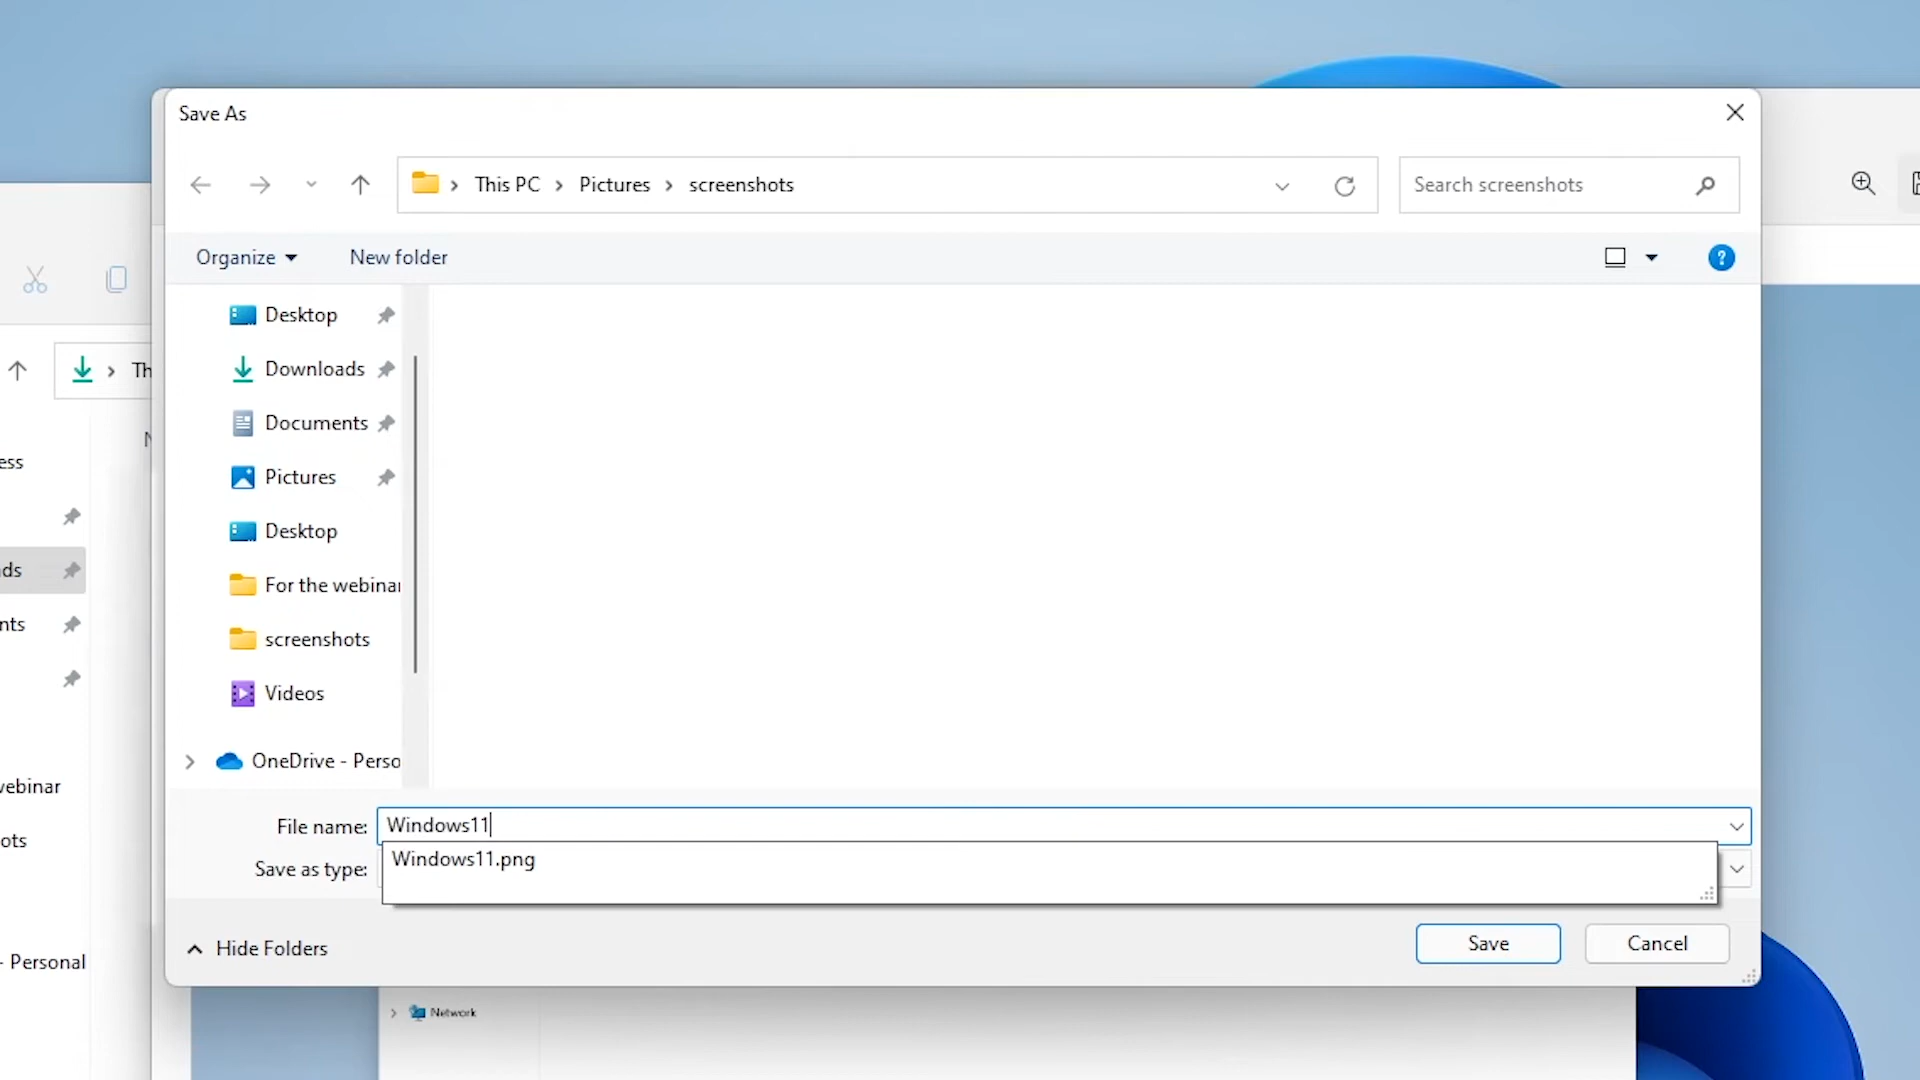 Save As
This PC
Pictures
screenshots
Search screenshots
Organize
New folder
?
Desktop
Downloads
Documents
Pictures
Desktop
For the webinar
screenshots
Videos
OneDrive - Perso
Th
N
ess
ds
nts
ebinar
ots
- Personal
File name: Windows11
Windows11.png
Save as type:
Hide Folders
Save
Cancel
Network